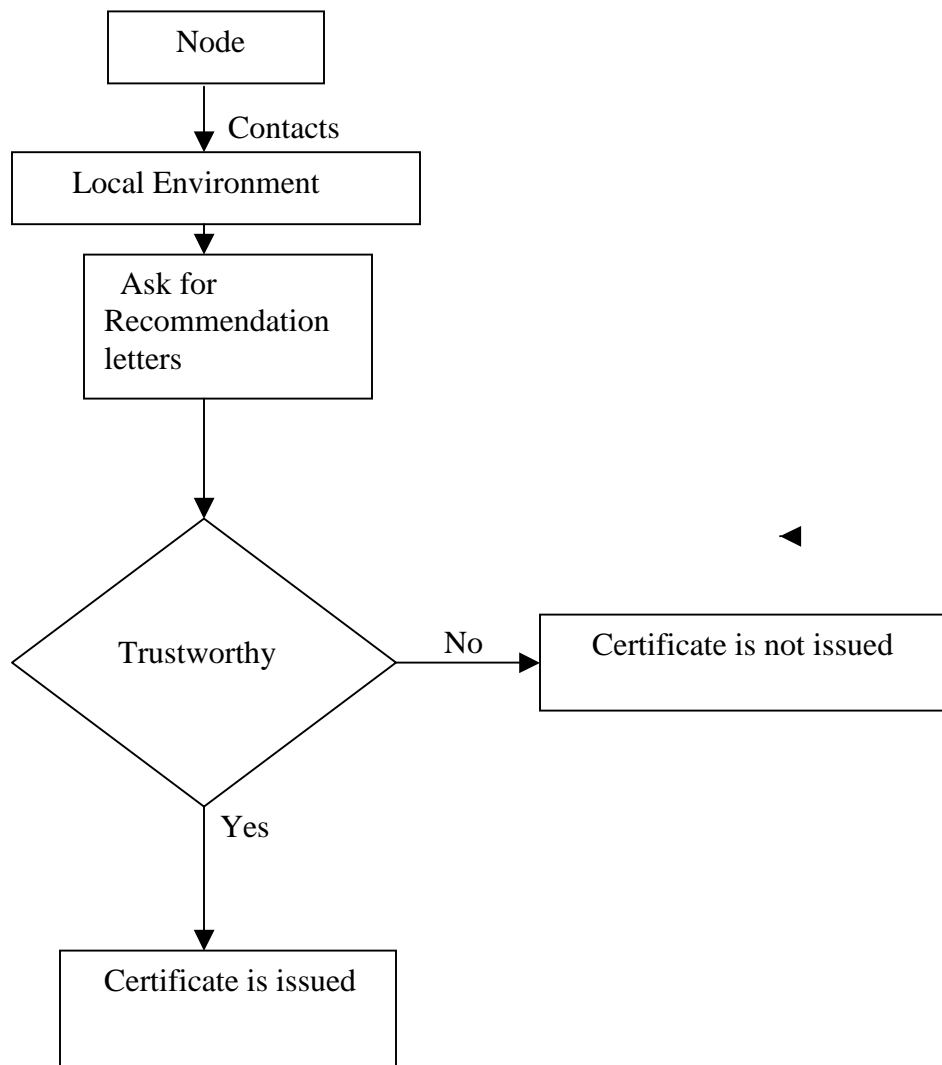 Node
Contacts
Local Environment
Ask for
Recommendation
letters
Trustworthy
No
Certificate is not issued
Yes
Certificate is issued